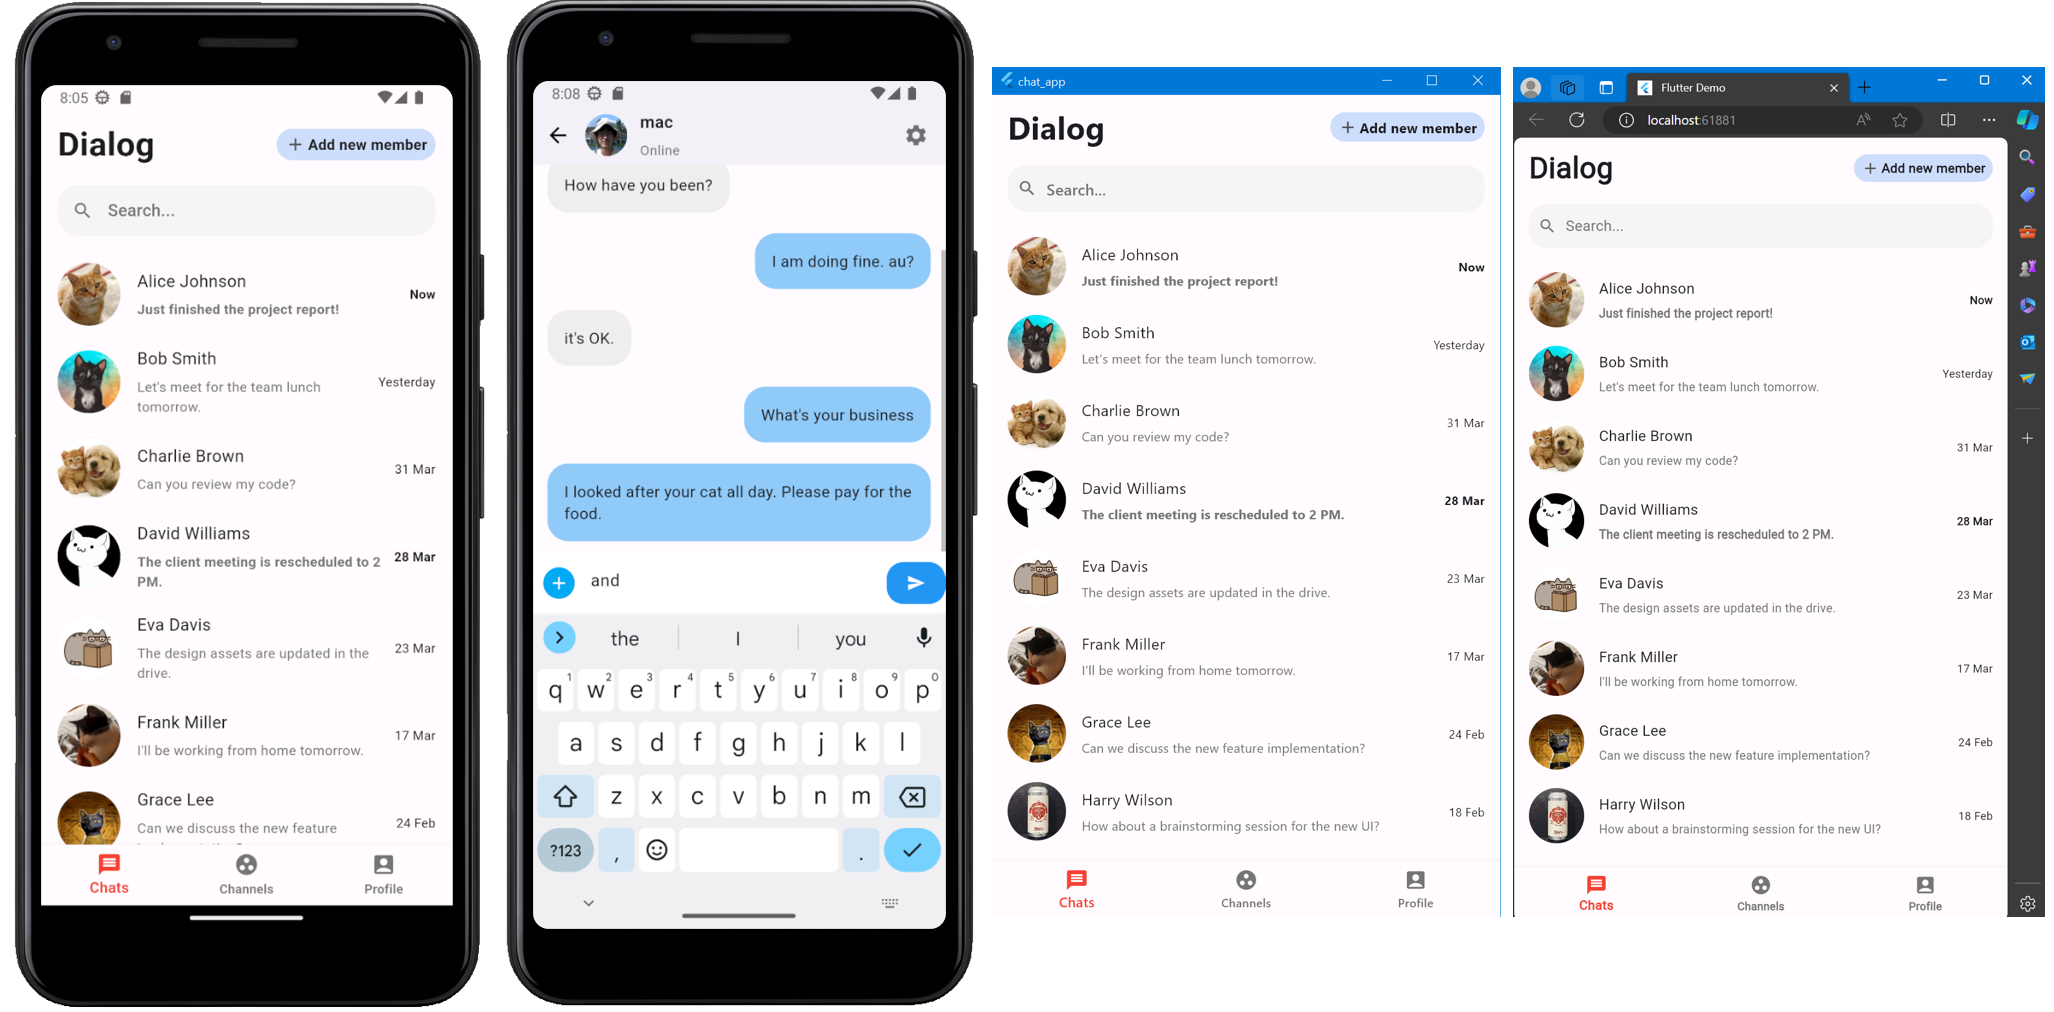 8:05
Dialog
+ Add new member
Search...
Alice Johnson
Just finished the project report!
Now
Bob Smith
Let's meet for the team lunch
tomorrow.
Yesterday
Charlie Brown
Can you review my code?
31 Mar
David Williams
The client meeting is rescheduled to 2
PM.
28 Mar
Eva Davis
The design assets are updated in the
drive.
23 Mar
Frank Miller
I'll be working from home tomorrow.
17 Mar
Grace Lee
Can we discuss the new feature
24 Feb
Chats
Channels
Profile
8:08
mac
Online
How have you been?
I am doing fine. au?
it's OK.
What's your business
I looked after your cat all day. Please pay for the
food.
and
the I you
q1 w2 e3 r4 t5 y6 u7 i8 o9 p0
a s d f g h j k l
z x c v b n m
?123 , .
chat_app
Dialog
+ Add new member
Search...
Alice Johnson
Just finished the project report!
Now
Bob Smith
Let's meet for the team lunch tomorrow.
Yesterday
Charlie Brown
Can you review my code?
31 Mar
David Williams
The client meeting is rescheduled to 2 PM.
28 Mar
Eva Davis
The design assets are updated in the drive.
23 Mar
Frank Miller
I'll be working from home tomorrow.
17 Mar
Grace Lee
Can we discuss the new feature implementation?
24 Feb
Harry Wilson
How about a brainstorming session for the new UI?
18 Feb
Chats
Channels
Profile
Flutter Demo
localhost:61881
Dialog
+ Add new member
Search...
Alice Johnson
Just finished the project report!
Now
Bob Smith
Let's meet for the team lunch tomorrow.
Yesterday
Charlie Brown
Can you review my code?
31 Mar
David Williams
The client meeting is rescheduled to 2 PM.
28 Mar
Eva Davis
The design assets are updated in the drive.
23 Mar
Frank Miller
I'll be working from home tomorrow.
17 Mar
Grace Lee
Can we discuss the new feature implementation?
24 Feb
Harry Wilson
How about a brainstorming session for the new UI?
18 Feb
Chats
Channels
Profile